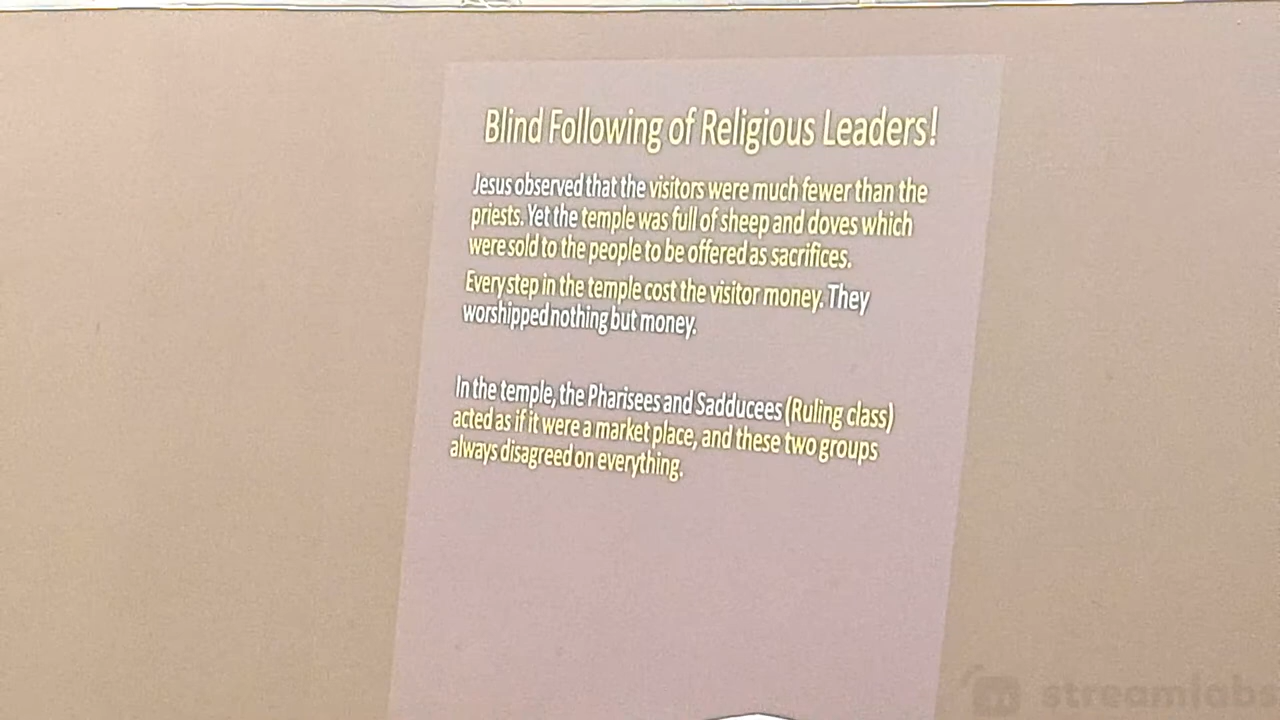 Blind Following of Religious Leaders!
Jesus observed that the visitors were much fewer than the
priests. Yet the temple was full of sheep and doves which
were sold to the people to be offered as sacrifices.
Every step in the temple cost the visitor money. They
worshipped nothing but money.
In the temple, the Pharisees and Sadducees (Ruling class)
acted as if it were a market place, and these two groups
always disagreed on everything.
streamlabs